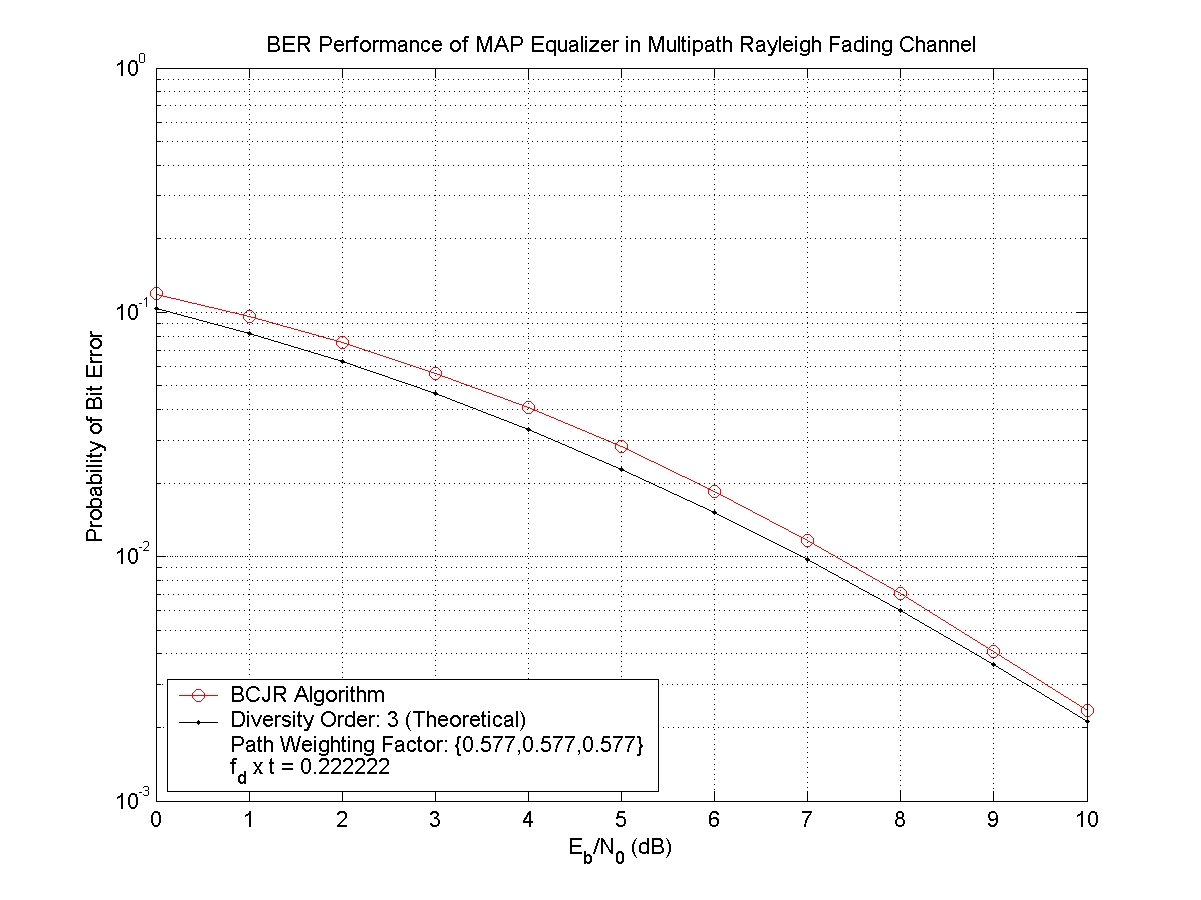 BER Performance of MAP Equalizer in Multipath Rayleigh Fading Channel
10^0
10^-1
10^-2
10^-3
Probability of Bit Error
BCJR Algorithm
Diversity Order: 3 (Theoretical)
Path Weighting Factor: {0.577,0.577,0.577}
f_d x t = 0.222222
0 1 2 3 4 5 6 7 8 9 10
E_b/N_0 (dB)